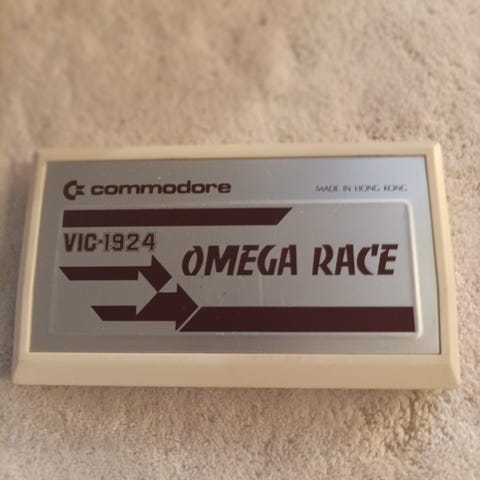 commodore
MADE IN HONG KONG
VIC-1924
OMEGA RACE